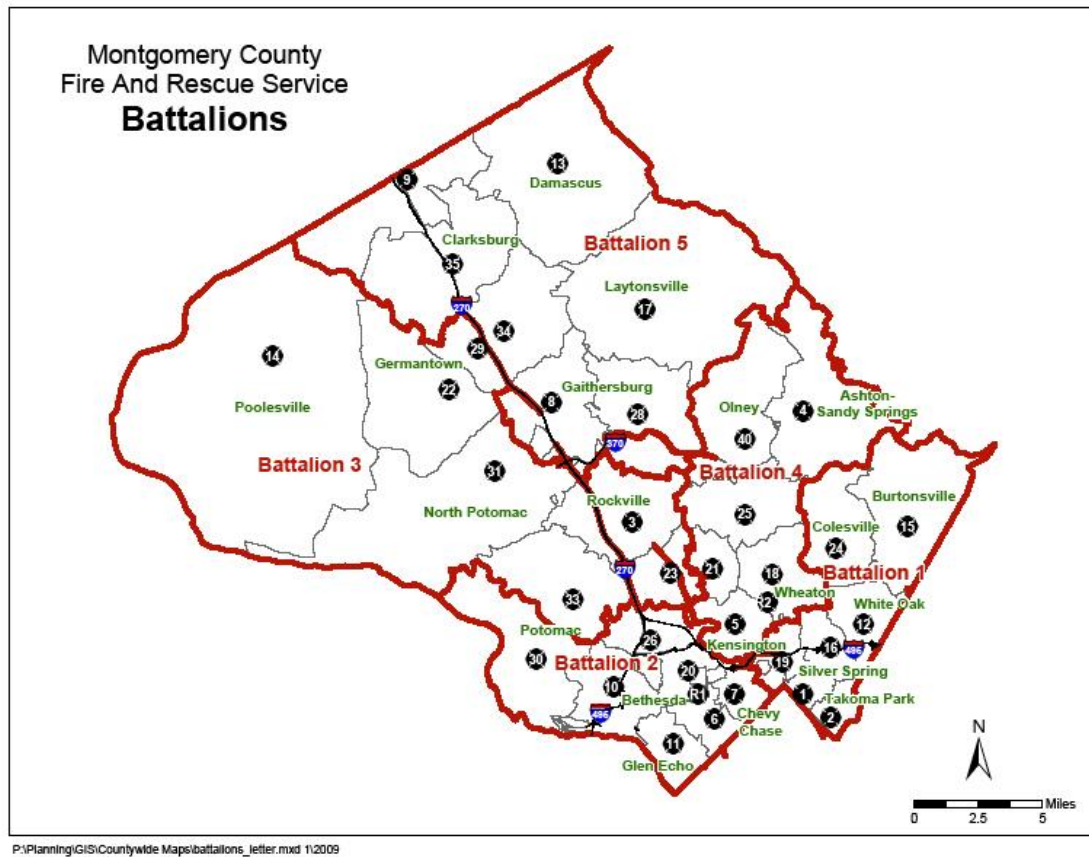 Montgomery County
Fire And Rescue Service
Battalions
9
13
Damascus
Clarksburg
35
Battalion 5
Laytonsville
17
270
34
29
14
Germantown
22
Poolesville
8
Gaithersburg
28
Olney
4
Ashton-
Sandy Springs
40
370
Battalion 3
31
Battalion 4
North Potomac
Rockville
3
25
Burtonsville
Colesville
15
24
270
23
21
18
Battalion 1
33
R2
Wheaton
White Oak
12
Potomac
5
26
Kensington
16
495
30
Battalion 2
19
Silver Spring
20
10
Bethesda
R1
7
1
Takoma Park
495
6
Chevy
Chase
2
11
Glen Echo
N
Miles
0
2.5
5
P:\Planning\GIS\Countywide Maps\battalions_letter.mxd 1\2009